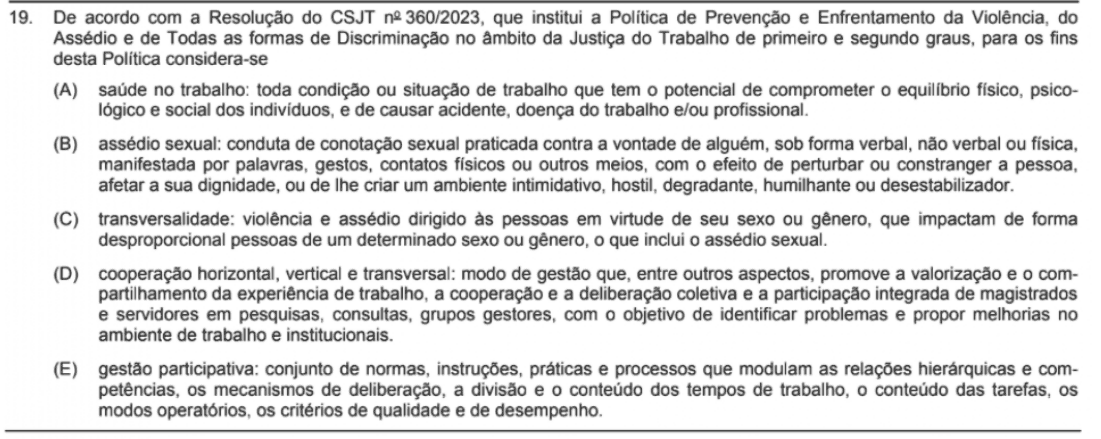 19. De acordo com a Resolução do CSJT nº 360/2023, que institui a Política de Prevenção e Enfrentamento da Violência, do
Assédio e de Todas as formas de Discriminação no âmbito da Justiça do Trabalho de primeiro e segundo graus, para os fins
desta Política considera-se
(A) saúde no trabalho: toda condição ou situação de trabalho que tem o potencial de comprometer o equilíbrio físico, psico-
lógico e social dos indivíduos, e de causar acidente, doença do trabalho e/ou profissional.
(B) assédio sexual: conduta de conotação sexual praticada contra a vontade de alguém, sob forma verbal, não verbal ou física,
manifestada por palavras, gestos, contatos físicos ou outros meios, com o efeito de perturbar ou constranger a pessoa,
afetar a sua dignidade, ou de lhe criar um ambiente intimidativo, hostil, degradante, humilhante ou desestabilizador.
(C) transversalidade: violência e assédio dirigido às pessoas em virtude de seu sexo ou gênero, que impactam de forma
desproporcional pessoas de um determinado sexo ou gênero, o que inclui o assédio sexual.
(D) cooperação horizontal, vertical e transversal: modo de gestão que, entre outros aspectos, promove a valorização e o com-
partilhamento da experiência de trabalho, a cooperação e a deliberação coletiva e a participação integrada de magistrados
e servidores em pesquisas, consultas, grupos gestores, com o objetivo de identificar problemas e propor melhorias no
ambiente de trabalho e institucionais.
(E) gestão participativa: conjunto de normas, instruções, práticas e processos que modulam as relações hierárquicas e com-
petências, os mecanismos de deliberação, a divisão e o conteúdo dos tempos de trabalho, o conteúdo das tarefas, os
modos operatórios, os critérios de qualidade e de desempenho.